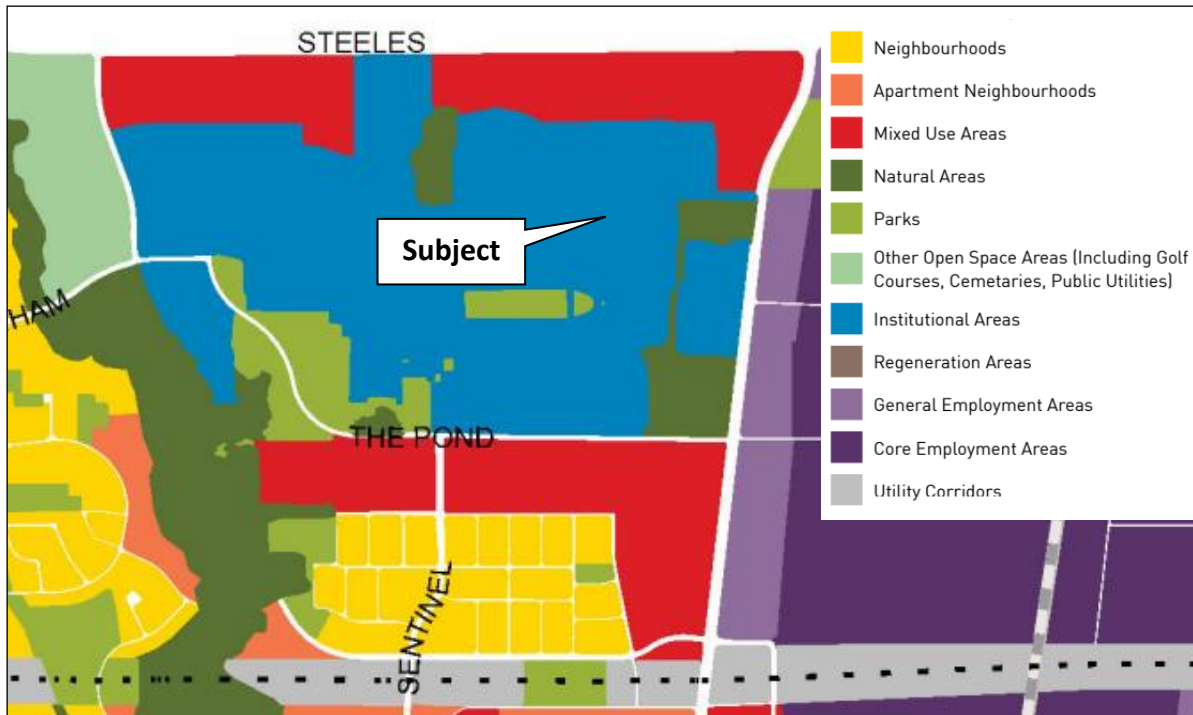 STEELES
Neighbourhoods
Apartment Neighbourhoods
Mixed Use Areas
Natural Areas
Parks
Other Open Space Areas (Including Golf
Courses, Cemetaries, Public Utilities)
Institutional Areas
Regeneration Areas
General Employment Areas
Core Employment Areas
Utility Corridors
Subject
HAM
THE POND
SENTINEL